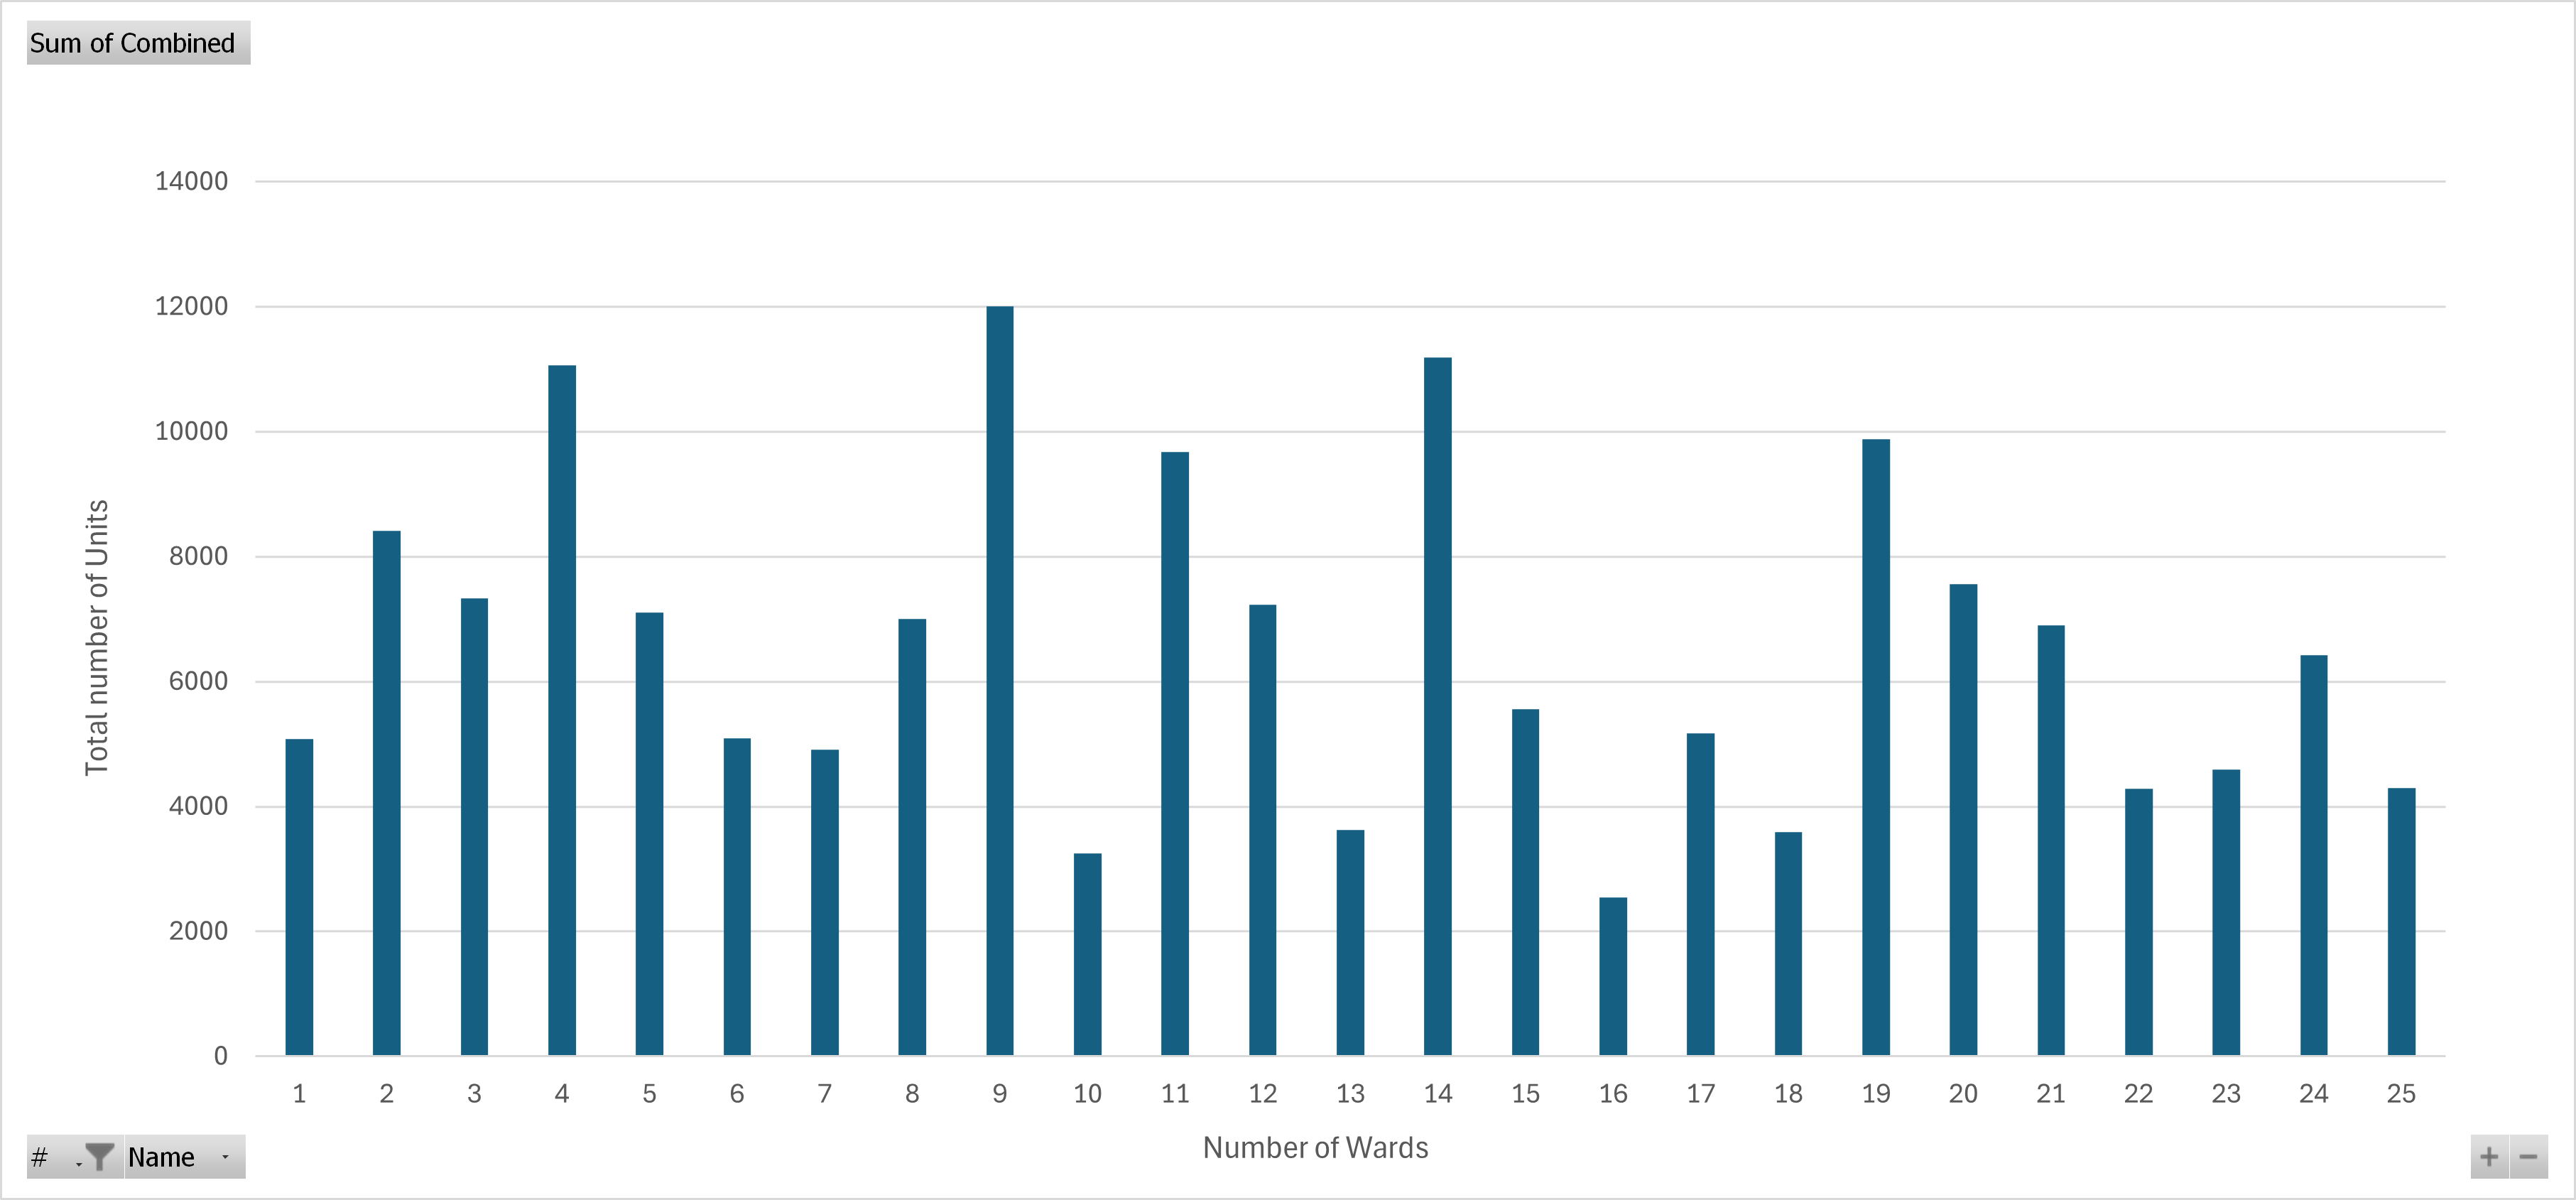 Sum of Combined
14000
12000
10000
8000
6000
4000
2000
0
Total number of Units
1 2 3 4 5 6 7 8 9 10 11 12 13 14 15 16 17 18 19 20 21 22 23 24 25
Number of Wards
# Name
+ −